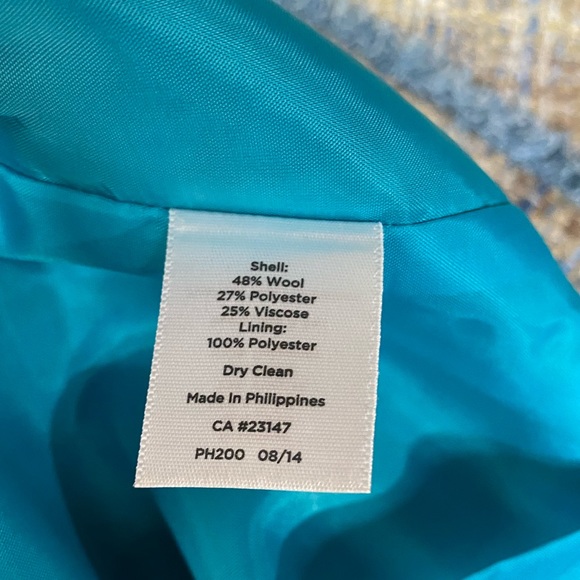 Shell:
48% Wool
27% Polyester
25% Viscose
Lining:
100% Polyester
Dry Clean
Made In Philippines
CA #23147
PH200 08/14